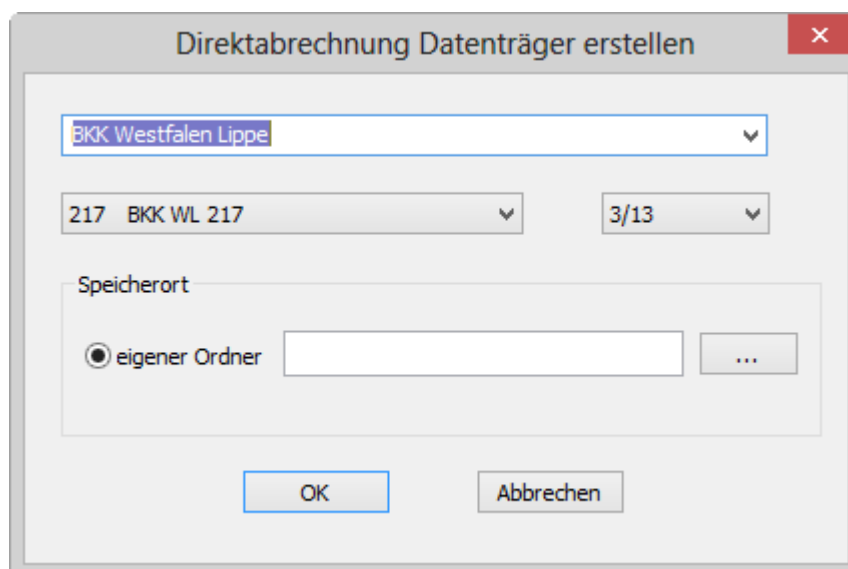 Direktabrechnung Datenträger erstellen
BKK Westfalen Lippe
217 BKK WL 217 3/13
Speicherort
eigener Ordner ...
OK Abbrechen